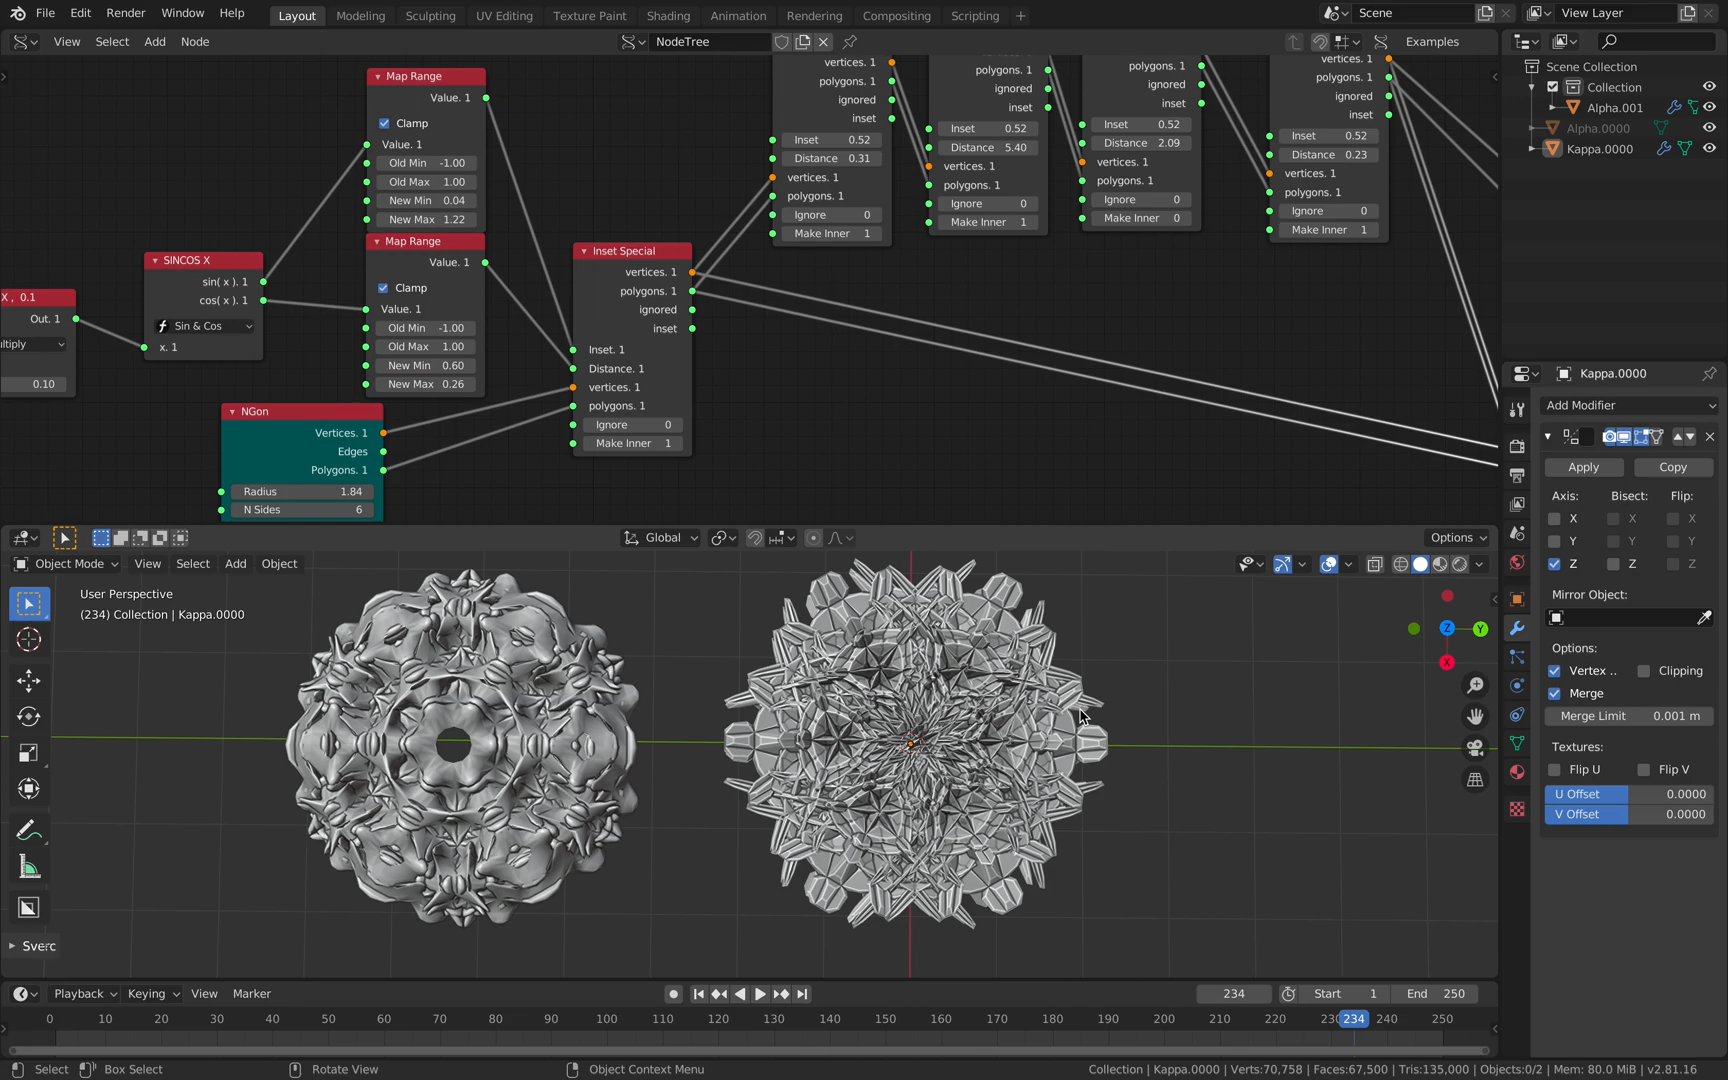 File Edit Render Window Help Layout Modeling Sculpting UV Editing Texture Paint Shading Animation Rendering Compositing Scripting + Scene View Layer
View Select Add Node NodeTree Examples
Scene Collection
Collection
Alpha.001
Alpha.0000
Kappa.0000
Map Range
Value. 1
Clamp
Value. 1
Old Min -1.00
Old Max 1.00
New Min 0.04
New Max 1.22
Map Range
Value. 1
Clamp
Value. 1
Old Min -1.00
Old Max 1.00
New Min 0.60
New Max 0.26
SINCOS X
sin( x ). 1
cos( x ). 1
Sin & Cos
x. 1
X, 0.1
Out. 1
ltiply
0.10
NGon
Vertices. 1
Edges
Polygons. 1
Radius 1.84
N Sides 6
Inset Special
vertices. 1
polygons. 1
ignored
inset
Inset. 1
Distance. 1
vertices. 1
polygons. 1
Ignore 0
Make Inner 1
vertices. 1
polygons. 1
ignored
inset
Inset 0.52
Distance 0.31
vertices. 1
polygons. 1
Ignore 0
Make Inner 1
polygons. 1
ignored
inset
Inset 0.52
Distance 5.40
vertices. 1
polygons. 1
Ignore 0
Make Inner 1
polygons. 1
ignored
inset
Inset 0.52
Distance 2.09
vertices. 1
polygons. 1
Ignore 0
Make Inner 0
vertices. 1
polygons. 1
ignored
inset
Inset 0.52
Distance 0.23
vertices. 1
polygons. 1
Ignore 0
Make Inner 1
Kappa.0000
Add Modifier
Apply Copy
Axis: Bisect: Flip:
X X X
Y Y Y
Z Z Z
Mirror Object:
Options:
Vertex .. Clipping
Merge
Merge Limit 0.001 m
Textures:
Flip U Flip V
U Offset 0.0000
V Offset 0.0000
Global Options
Object Mode View Select Add Object
User Perspective
(234) Collection | Kappa.0000
Z Y
X
Playback Keying View Marker 234 Start 1 End 250
0 10 20 30 40 50 60 70 80 90 100 110 120 130 140 150 160 170 180 190 200 210 220 230 234 240 250
Select Box Select Rotate View Object Context Menu Collection | Kappa.0000 | Verts:70,758 | Faces:67,500 | Tris:135,000 | Objects:0/2 | Mem: 80.0 MiB | v2.81.16